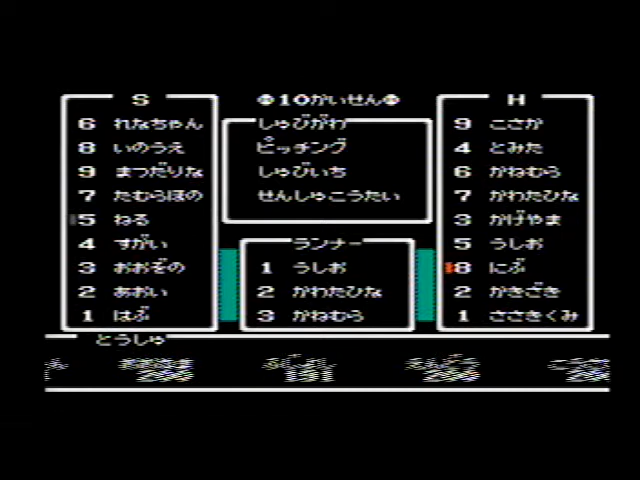 S
6 れなちゃん
8 いのうえ
9 まつだりな
7 たむらほの
5 ねる
4 すがい
3 おおぞの
2 あおい
1 はぶ
10かいせん
しゅびがわ
ピッチング
しゅびいち
せんしゅこうたい
ランナー
1 うしお
2 かわたひな
3 かねむら
H
9 こさか
4 とみた
6 かねむら
7 かわたひな
3 かげやま
5 うしお
8 にぶ
2 かきざき
1 ささきくみ
とうしゅ